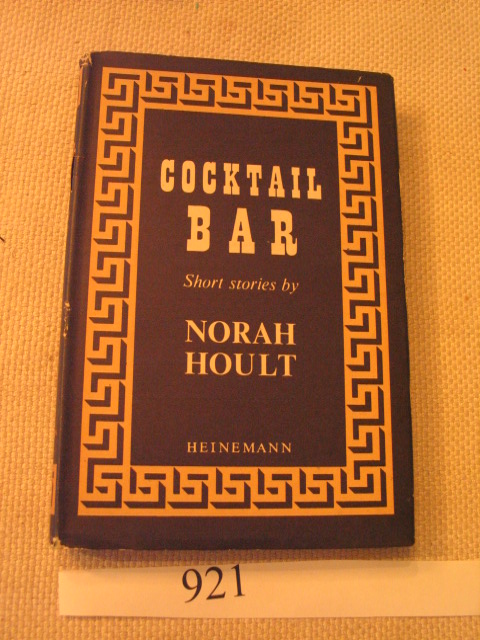 COCKTAIL
BAR
Short stories by
NORAH
HOULT
HEINEMANN
921